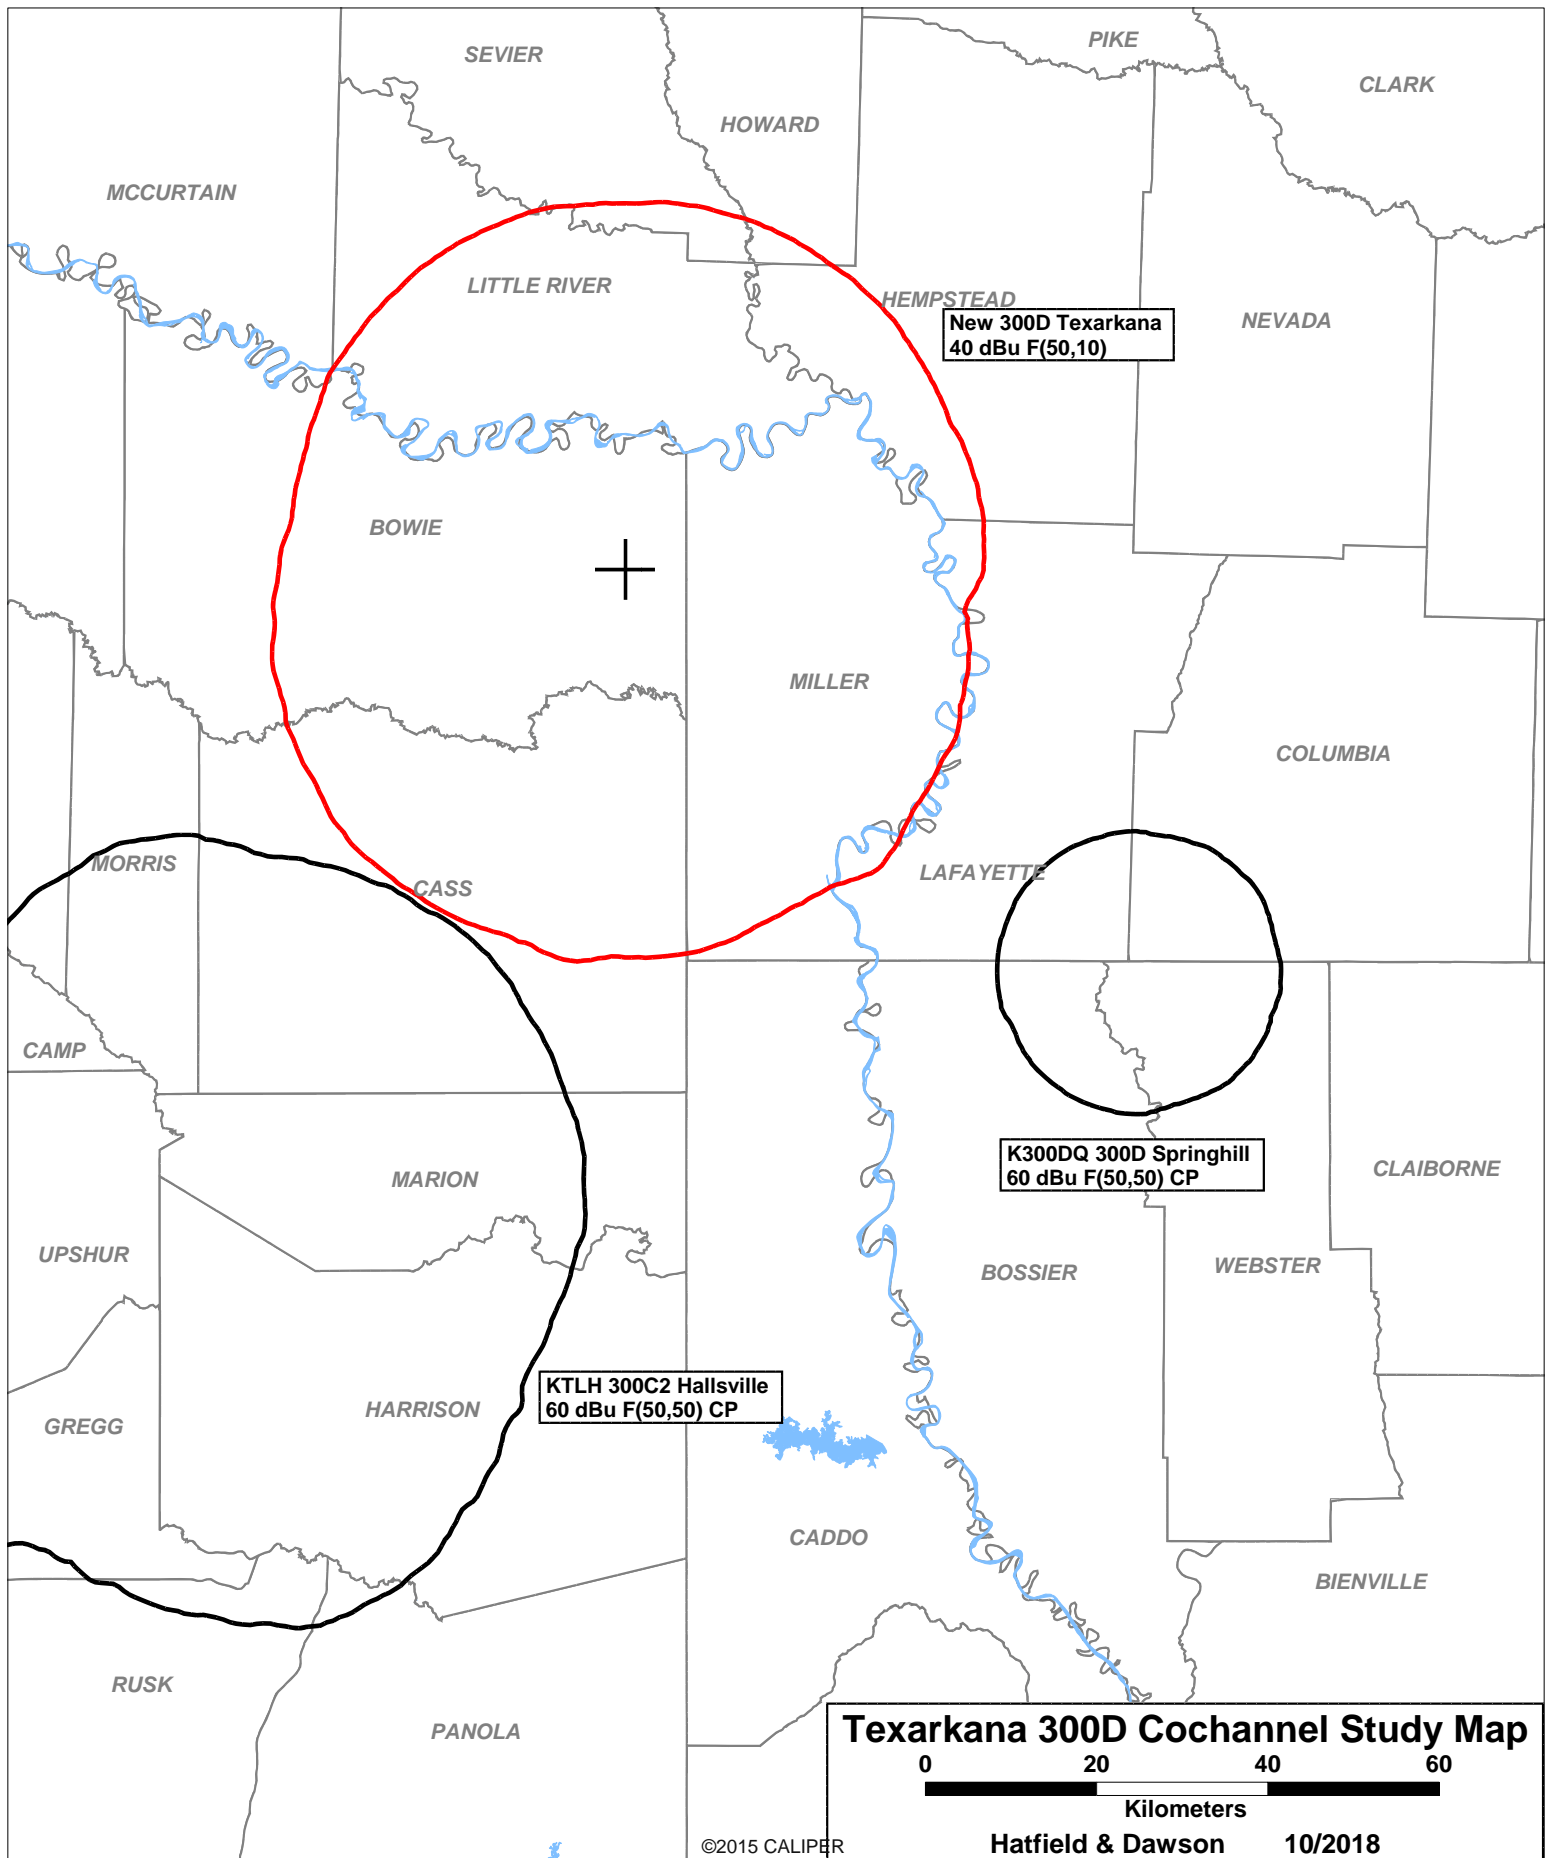 PIKE
SEVIER
CLARK
HOWARD
MCCURTAIN
LITTLE RIVER
HEMPSTEAD
New 300D Texarkana
40 dBu F(50,10)
NEVADA
BOWIE
MILLER
COLUMBIA
MORRIS
CASS
LAFAYETTE
CAMP
K300DQ 300D Springhill
60 dBu F(50,50) CP
CLAIBORNE
MARION
UPSHUR
BOSSIER
WEBSTER
KTLH 300C2 Hallsville
60 dBu F(50,50) CP
HARRISON
GREGG
CADDO
BIENVILLE
RUSK
PANOLA
Texarkana 300D Cochannel Study Map
0 20 40 60
Kilometers
©2015 CALIPER
Hatfield & Dawson 10/2018